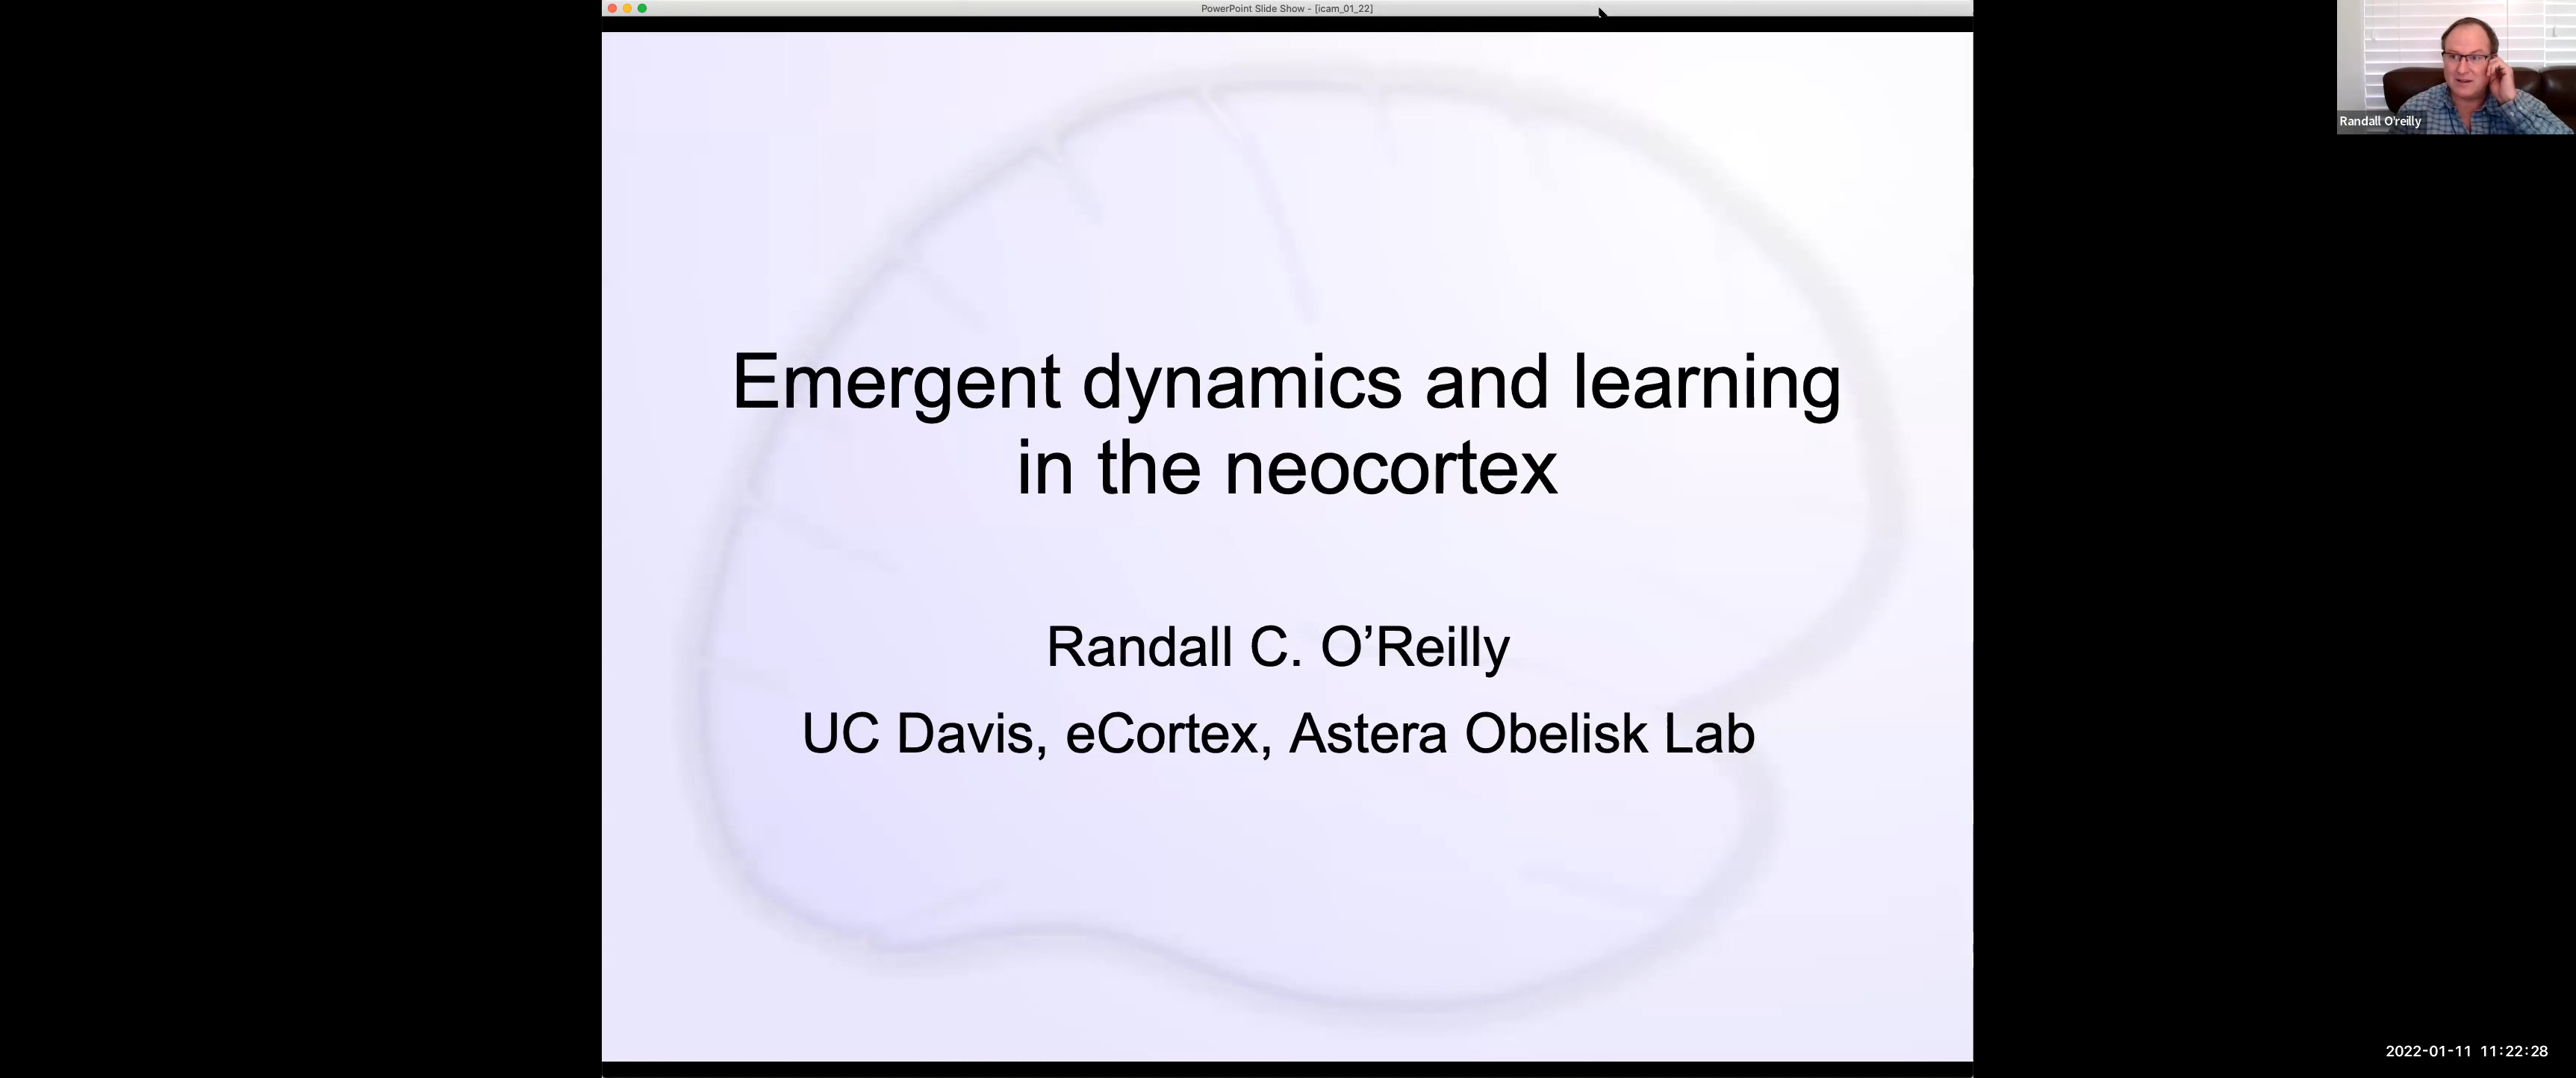 PowerPoint Slide Show - [icam_01_22]
Emergent dynamics and learning
in the neocortex
Randall C. O’Reilly
UC Davis, eCortex, Astera Obelisk Lab
Randall O'reilly
2022-01-11 11:22:28